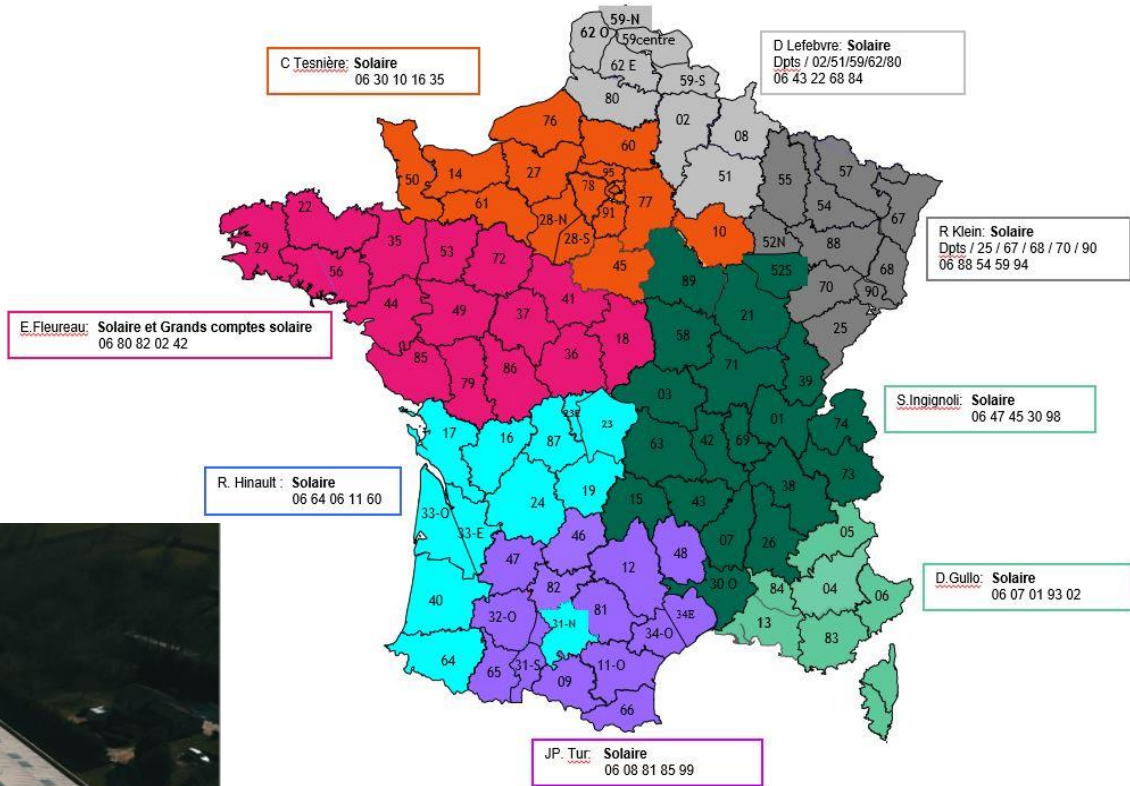 59-N
62 O
59centre
62 E
59-S
80
C Tesnière: Solaire
06 30 10 16 35
D Lefebvre: Solaire
Dpts / 02/51/59/62/80
06 43 22 68 84
76
60
02
08
50
14
27
95
78
77
91
51
55
57
54
67
61
28-N
28-S
10
52N
88
68
22
29
35
53
72
56
45
89
52S
70
90
25
R Klein: Solaire
Dpts / 25 / 67 / 68 / 70 / 90
06 88 54 59 94
44
49
37
41
18
58
21
E.Fleureau: Solaire et Grands comptes solaire
06 80 82 02 42
85
79
86
36
71
39
03
S.Ingignoli: Solaire
06 47 45 30 98
17
16
87
23E
23
63
42
69
01
74
73
R. Hinault : Solaire
06 64 06 11 60
33-O
33-E
24
19
15
43
38
07
26
05
40
47
46
12
48
30 O
84
04
06
D.Gullo: Solaire
06 07 01 93 02
82
32-O
31-N
81
34E
34-O
13
83
64
65
31-S
09
11-O
66
JP. Tur: Solaire
06 08 81 85 99